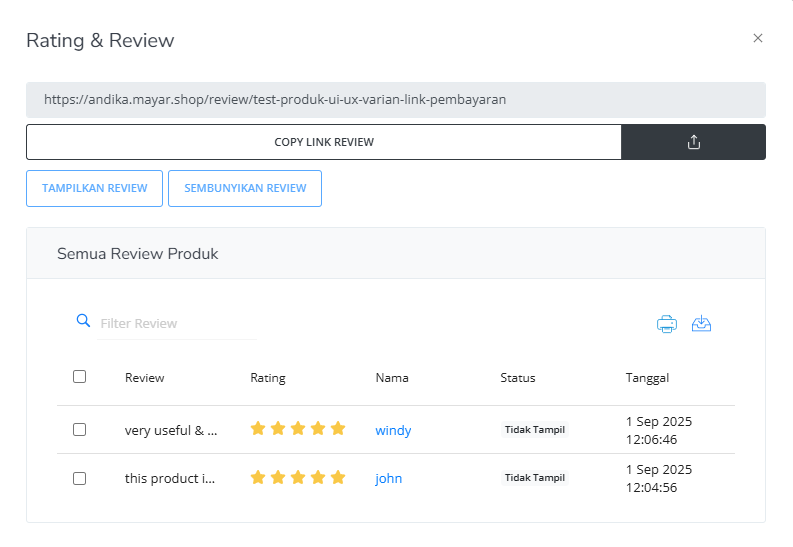 Rating & Review
https://andika.mayar.shop/review/test-produk-ui-ux-varian-link-pembayaran
COPY LINK REVIEW
TAMPILKAN REVIEW SEMBUNYIKAN REVIEW
Semua Review Produk
Filter Review
Review Rating Nama Status Tanggal
very useful & ... windy Tidak Tampil 1 Sep 2025
12:06:46
this product i... john Tidak Tampil 1 Sep 2025
12:04:56